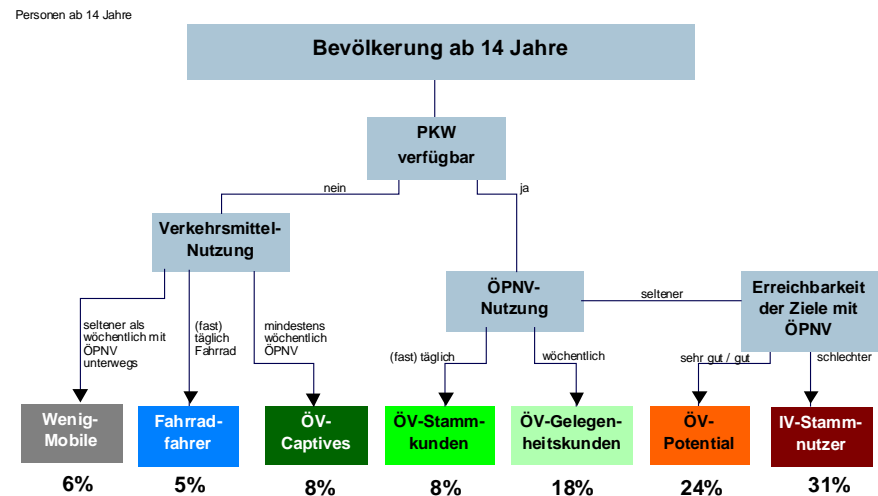 Personen ab 14 Jahre
Bevölkerung ab 14 Jahre
PKW
verfügbar
nein
ja
Verkehrsmittel-
Nutzung
ÖPNV-
Nutzung
seltener
Erreichbarkeit
der Ziele mit
ÖPNV
seltener als
wöchentlich mit
ÖPNV
unterwegs
(fast)
täglich
Fahrrad
mindestens
wöchentlich
ÖPNV
(fast) täglich
wöchentlich
sehr gut / gut
schlechter
Wenig-
Mobile
Fahrrad-
fahrer
ÖV-
Captives
ÖV-Stamm-
kunden
ÖV-Gelegen-
heitskunden
ÖV-
Potential
IV-Stamm-
nutzer
6%
5%
8%
8%
18%
24%
31%